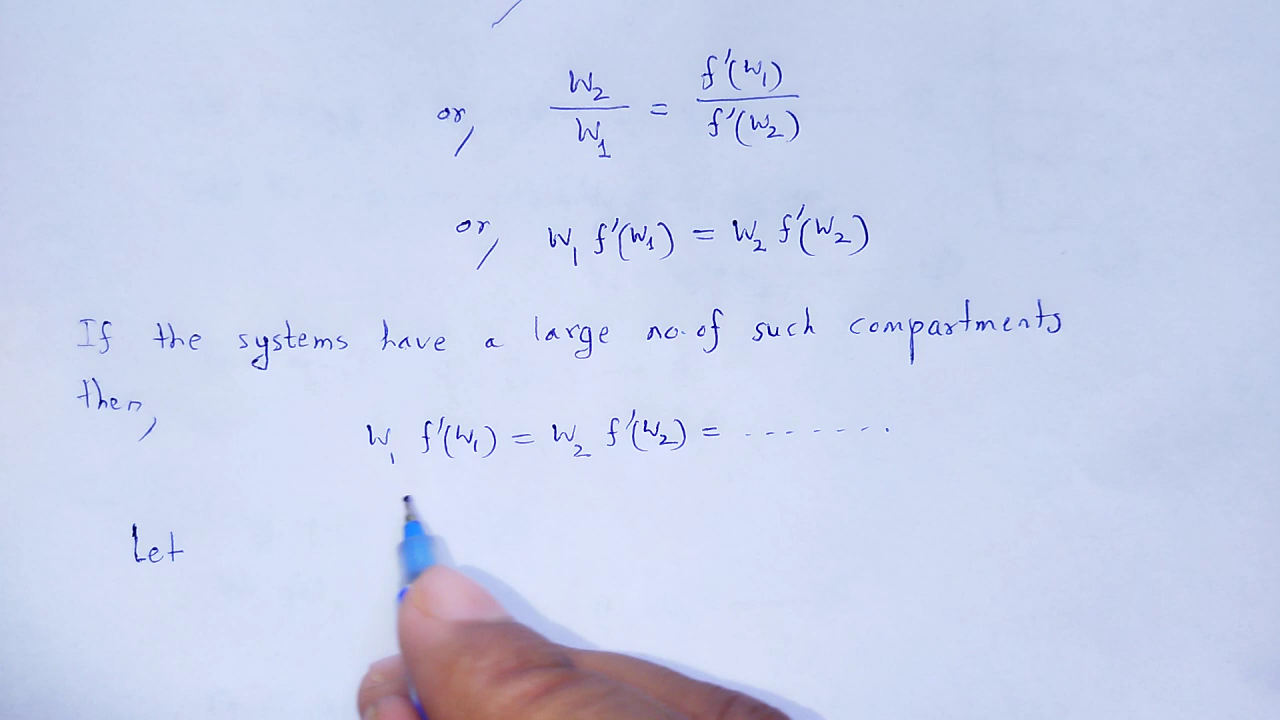 or, W₂/W₁ = f'(W₁)/f'(W₂)
or, W₁ f'(W₁) = W₂ f'(W₂)
If the systems have a large no. of such compartments
then,
W₁ f'(W₁) = W₂ f'(W₂) = - - - - - - - .
Let